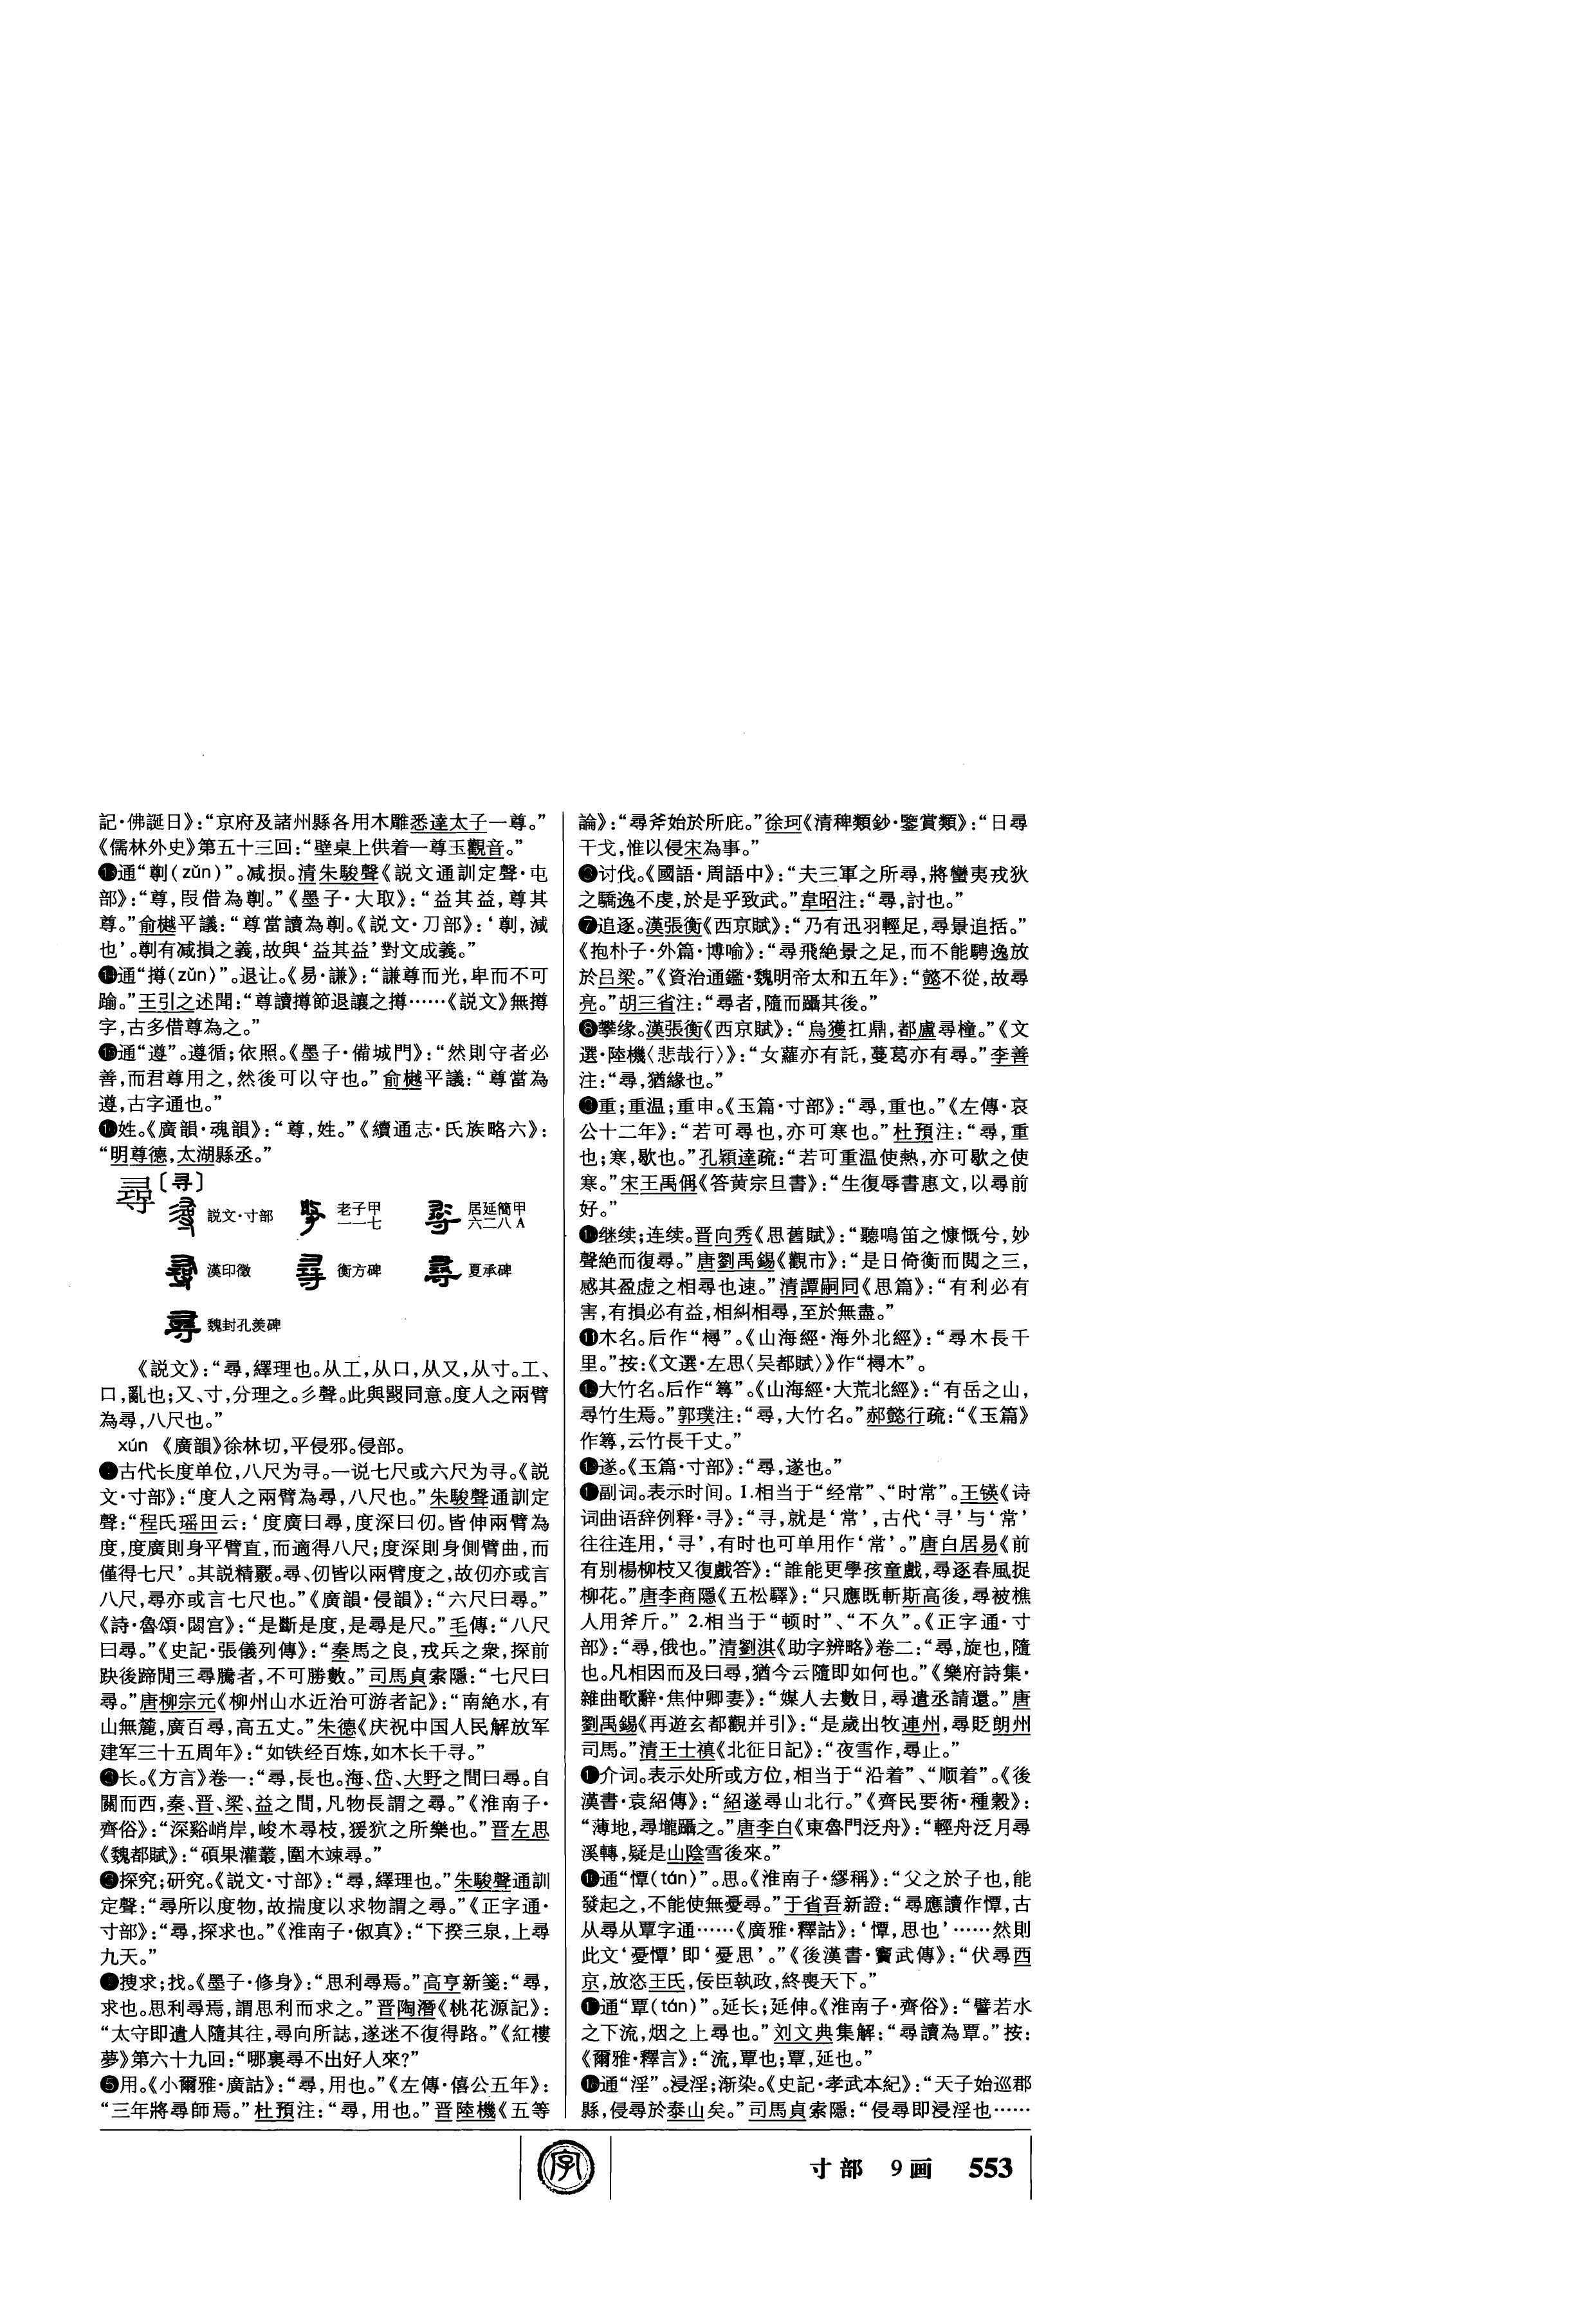 記·佛誕日》：“京府及諸州縣各用木雕悉達太子一尊。”
《儒林外史》第五十三回：“壁桌上供着一尊玉觀音。”
⓭通“剸(zǔn)”。减损。清朱駿聲《説文通訓定聲·屯
部》：“尊，叚借為剸。”《墨子·大取》：“益其益，尊其
尊。”俞樾平議：“尊當讀為剸。《説文·刀部》：‘剸，減
也’。剸有減損之義，故與‘益其益’對文成義。”
⓮通“撙(zǔn)”。退让。《易·謙》：“謙尊而光，卑而不可
踰。”王引之述聞：“尊讀撙節退讓之撙……《説文》無撙
字，古多借尊為之。”
⓯通“遵”。遵循；依照。《墨子·備城門》：“然則守者必
善，而君尊用之，然後可以守也。”俞樾平議：“尊當為
遵，古字通也。”
⓰姓。《廣韻·魂韻》：“尊，姓。”《續通志·氏族略六》：
“明尊德，太湖縣丞。”
尋〔寻〕
説文·寸部 老子甲一一七 居延簡甲六二八A
漢印徵 衡方碑 夏承碑
魏封孔羨碑
《説文》：“尋，繹理也。从工，从口，从又，从寸。工、
口，亂也；又、寸，分理之。彡聲。此與𤕦同意。度人之兩臂
為尋，八尺也。”
xún 《廣韻》徐林切，平侵邪。侵部。
❶古代长度单位，八尺为寻。一说七尺或六尺为寻。《説
文·寸部》：“度人之兩臂為尋，八尺也。”朱駿聲通訓定
聲：“程氏瑶田云：‘度廣曰尋，度深曰仞。皆伸兩臂為
度，度廣則身平臂直，而適得八尺；度深則身側臂曲，而
僅得七尺’。其説精覈。尋、仞皆以兩臂度之，故仞亦或言
八尺，尋亦或言七尺也。”《廣韻·侵韻》：“六尺曰尋。”
《詩·魯頌·閟宫》：“是斷是度，是尋是尺。”毛傳：“八尺
曰尋。”《史記·張儀列傳》：“秦馬之良，戎兵之衆，探前
趹後蹄閒三尋騰者，不可勝數。”司馬貞索隱：“七尺曰
尋。”唐柳宗元《柳州山水近治可游者記》：“南絶水，有
山無麓，廣百尋，高五丈。”朱德《庆祝中国人民解放军
建军三十五周年》：“如铁经百炼，如木长千寻。”
❷长。《方言》卷一：“尋，長也。海、岱、大野之間曰尋。自
關而西，秦、晋、梁、益之間，凡物長謂之尋。”《淮南子·
齊俗》：“深谿峭岸，峻木尋枝，猨狖之所樂也。”晋左思
《魏都賦》：“碩果灌叢，圍木竦尋。”
❸探究；研究。《説文·寸部》：“尋，繹理也。”朱駿聲通訓
定聲：“尋所以度物，故揣度以求物謂之尋。”《正字通·
寸部》：“尋，探求也。”《淮南子·俶真》：“下揆三泉，上尋
九天。”
❹搜求；找。《墨子·修身》：“思利尋焉。”高亨新箋：“尋，
求也。思利尋焉，謂思利而求之。”晋陶潛《桃花源記》：
“太守即遣人隨其往，尋向所誌，遂迷不復得路。”《紅樓
夢》第六十九回：“哪裏尋不出好人來？”
❺用。《小爾雅·廣詁》：“尋，用也。”《左傳·僖公五年》：
“三年將尋師焉。”杜預注：“尋，用也。”晋陸機《五等
論》：“尋斧始於所庇。”徐珂《清稗類鈔·鑒賞類》：“日尋
干戈，惟以侵宋為事。”
❻讨伐。《國語·周語中》：“夫三軍之所尋，將蠻夷戎狄
之驕逸不虔，於是乎致武。”韋昭注：“尋，討也。”
❼追逐。漢張衡《西京賦》：“乃有迅羽輕足，尋景追括。”
《抱朴子·外篇·博喻》：“尋飛絶景之足，而不能騁逸放
於吕梁。”《資治通鑑·魏明帝太和五年》：“懿不從，故尋
亮。”胡三省注：“尋者，隨而躡其後。”
❽攀缘。漢張衡《西京賦》：“烏獲扛鼎，都盧尋橦。”《文
選·陸機〈悲哉行〉》：“女蘿亦有託，蔓葛亦有尋。”李善
注：“尋，猶緣也。”
❾重；重温；重申。《玉篇·寸部》：“尋，重也。”《左傳·哀
公十二年》：“若可尋也，亦可寒也。”杜預注：“尋，重
也；寒，歇也。”孔穎達疏：“若可重温使熱，亦可歇之使
寒。”宋王禹偁《答黄宗旦書》：“生復辱書惠文，以尋前
好。”
❿继续；连续。晋向秀《思舊賦》：“聽鳴笛之慷慨兮，妙
聲絶而復尋。”唐劉禹錫《觀市》：“是日倚衡而閲之三，
感其盈虚之相尋也速。”清譚嗣同《思篇》：“有利必有
害，有損必有益，相糾相尋，至於無盡。”
⓫木名。后作“樳”。《山海經·海外北經》：“尋木長千
里。”按：《文選·左思〈吴都賦〉》作“樳木”。
⓬大竹名。后作“䕭”。《山海經·大荒北經》：“有岳之山，
尋竹生焉。”郭璞注：“尋，大竹名。”郝懿行疏：“《玉篇》
作䕭，云竹長千丈。”
⓭遂。《玉篇·寸部》：“尋，遂也。”
⓮副词。表示时间。1.相当于“经常”、“时常”。王锳《诗
词曲语辞例释·寻》：“寻，就是‘常’，古代‘寻’与‘常’
往往连用，‘寻’，有时也可单用作‘常’。”唐白居易《前
有别楊柳枝又復戲答》：“誰能更學孩童戲，尋逐春風捉
柳花。”唐李商隱《五松驛》：“只應既斬斯高後，尋被樵
人用斧斤。” 2.相当于“顿时”、“不久”。《正字通·寸
部》：“尋，俄也。”清劉淇《助字辨略》卷二：“尋，旋也，隨
也。凡相因而及曰尋，猶今云隨即如何也。”《樂府詩集·
雜曲歌辭·焦仲卿妻》：“媒人去數日，尋遣丞請還。”唐
劉禹錫《再遊玄都觀并引》：“是歲出牧連州，尋貶朗州
司馬。”清王士禛《北征日記》：“夜雪作，尋止。”
⓯介词。表示处所或方位，相当于“沿着”、“顺着”。《後
漢書·袁紹傳》：“紹遂尋山北行。”《齊民要術·種穀》：
“薄地，尋壠躡之。”唐李白《東魯門泛舟》：“輕舟泛月尋
溪轉，疑是山陰雪後來。”
⓰通“憛(tán)”。思。《淮南子·繆稱》：“父之於子也，能
發起之，不能使無憂尋。”于省吾新證：“尋應讀作憛，古
从尋从覃字通……《廣雅·釋詁》：‘憛，思也’……然則
此文‘憂憛’即‘憂思’。”《後漢書·竇武傳》：“伏尋西
京，放恣王氏，佞臣執政，終喪天下。”
⓱通“覃(tán)”。延长；延伸。《淮南子·齊俗》：“譬若水
之下流，烟之上尋也。”刘文典集解：“尋讀為覃。”按：
《爾雅·釋言》：“流，覃也；覃，延也。”
⓲通“淫”。浸淫；渐染。《史記·孝武本紀》：“天子始巡郡
縣，侵尋於泰山矣。”司馬貞索隱：“侵尋即浸淫也……
字
寸部 9画 553